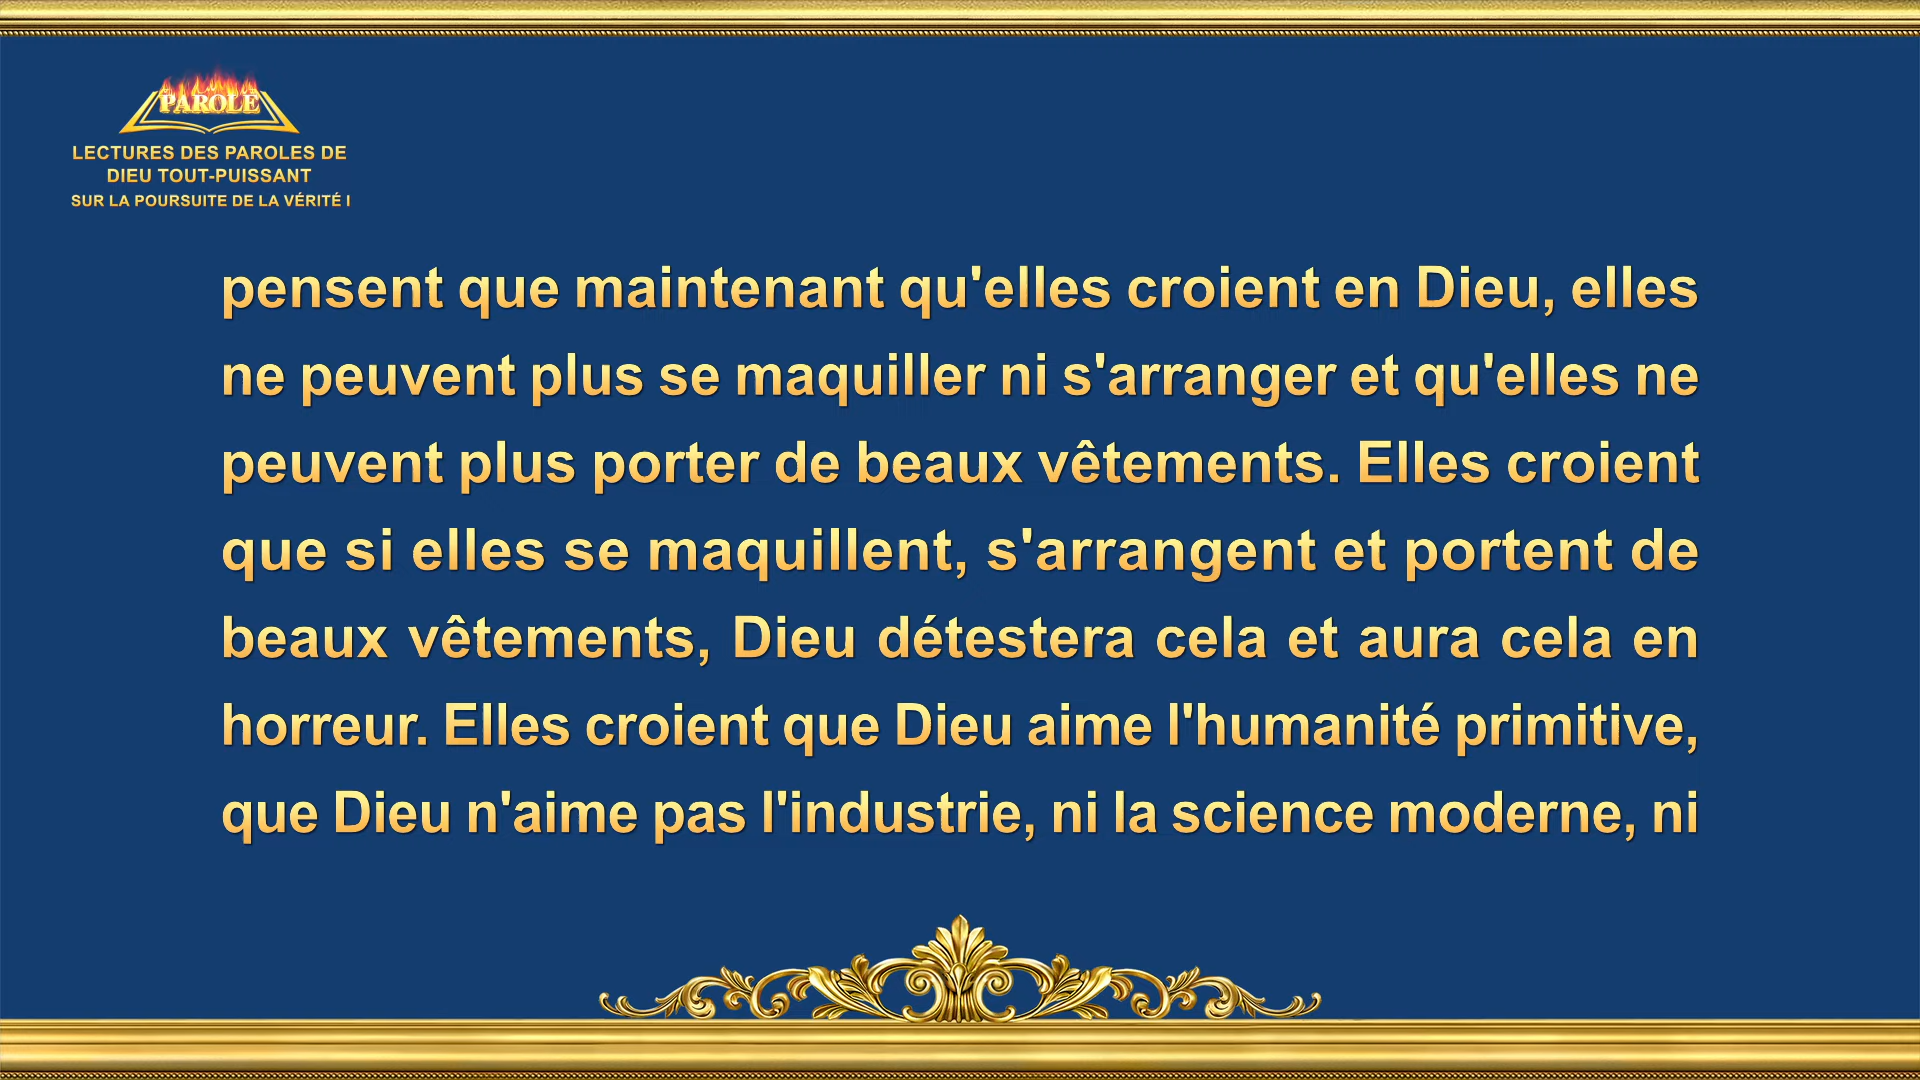 PAROLE
LECTURES DES PAROLES DE
DIEU TOUT-PUISSANT
SUR LA POURSUITE DE LA VÉRITÉ I
pensent que maintenant qu'elles croient en Dieu, elles
ne peuvent plus se maquiller ni s'arranger et qu'elles ne
peuvent plus porter de beaux vêtements. Elles croient
que si elles se maquillent, s'arrangent et portent de
beaux vêtements, Dieu détestera cela et aura cela en
horreur. Elles croient que Dieu aime l'humanité primitive,
que Dieu n'aime pas l'industrie, ni la science moderne, ni